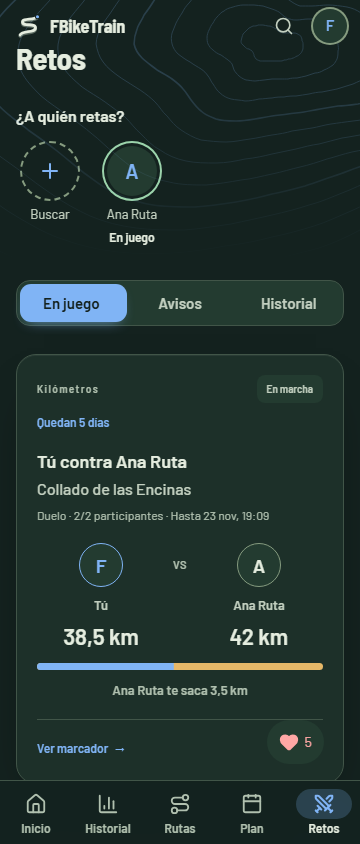 FBikeTrain
F
Retos
¿A quién retas?
A
Buscar
Ana Ruta
En juego
En juego
Avisos
Historial
Kilómetros
En marcha
Quedan 5 días
Tú contra Ana Ruta
Collado de las Encinas
Duelo · 2/2 participantes · Hasta 23 nov, 19:09
F
VS
A
Tú
Ana Ruta
38,5 km
42 km
Ana Ruta te saca 3,5 km
Ver marcador →
5
Inicio
Historial
Rutas
Plan
Retos